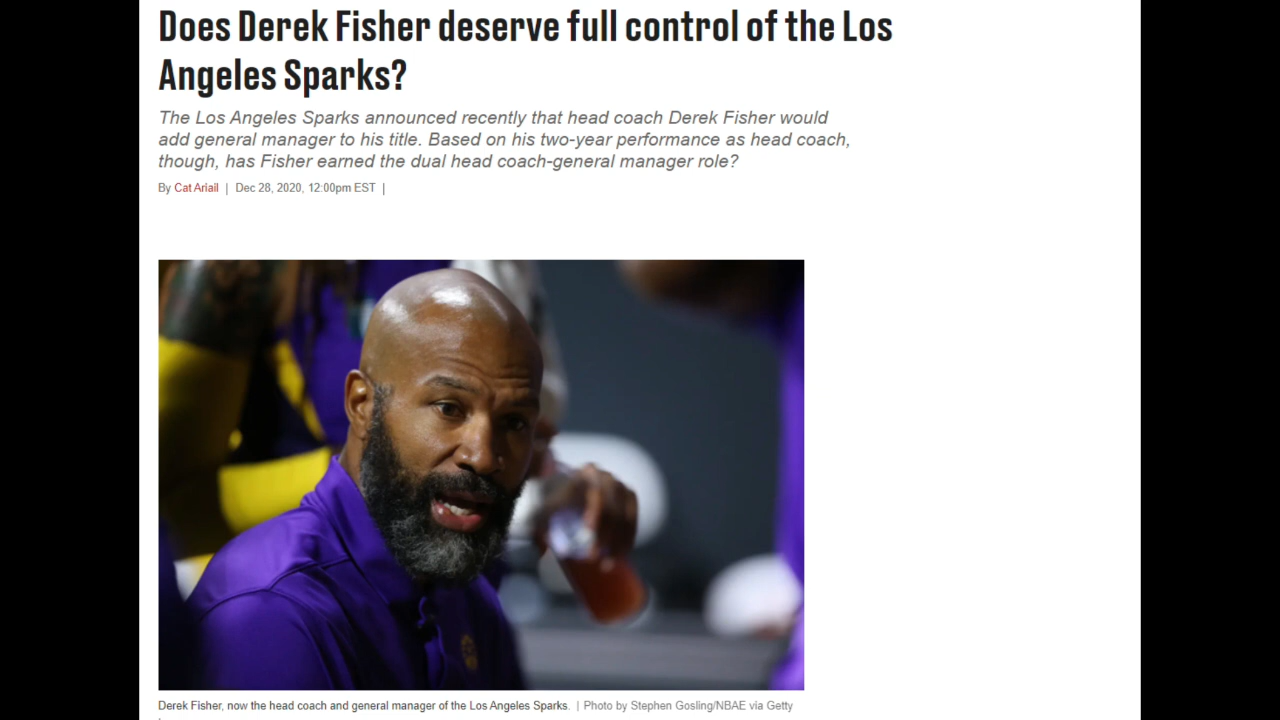 Does Derek Fisher deserve full control of the Los
Angeles Sparks?
The Los Angeles Sparks announced recently that head coach Derek Fisher would
add general manager to his title. Based on his two-year performance as head coach,
though, has Fisher earned the dual head coach-general manager role?
By Cat Ariail | Dec 28, 2020, 12:00pm EST |
Derek Fisher, now the head coach and general manager of the Los Angeles Sparks. | Photo by Stephen Gosling/NBAE via Getty